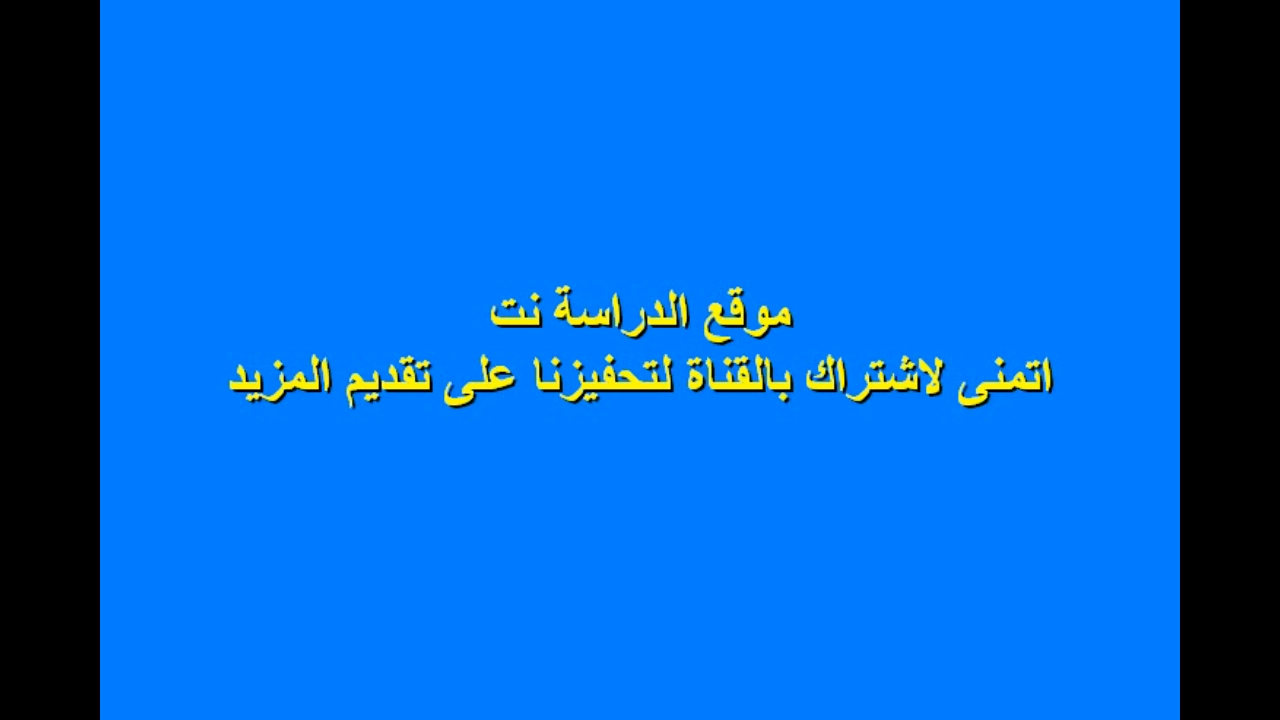 موقع الدراسة نت
اتمنى لاشتراك بالقناة لتحفيزنا على تقديم المزيد